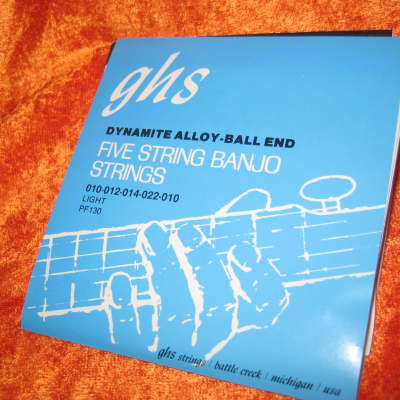 ghs
DYNAMITE ALLOY-BALL END
FIVE STRING BANJO
STRINGS
010-012-014-022-010
LIGHT
PF130
ghs strings / battle creek / michigan / usa